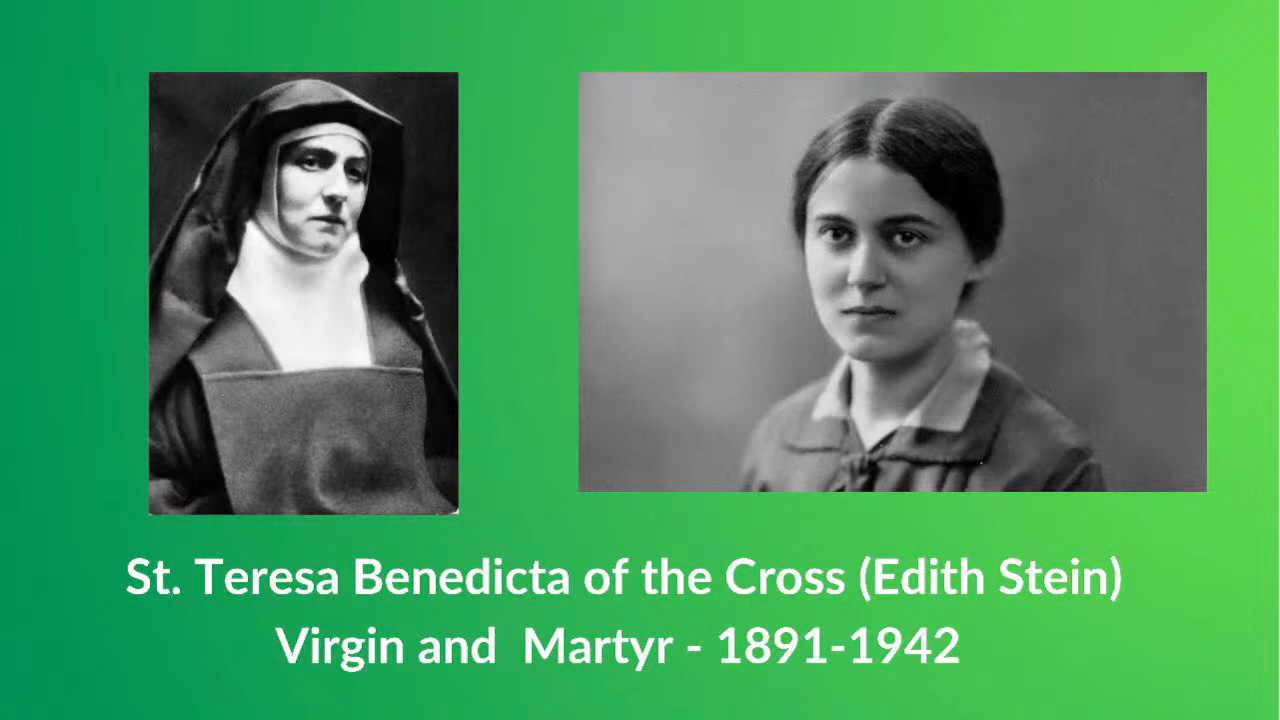 St. Teresa Benedicta of the Cross (Edith Stein)
Virgin and  Martyr - 1891-1942